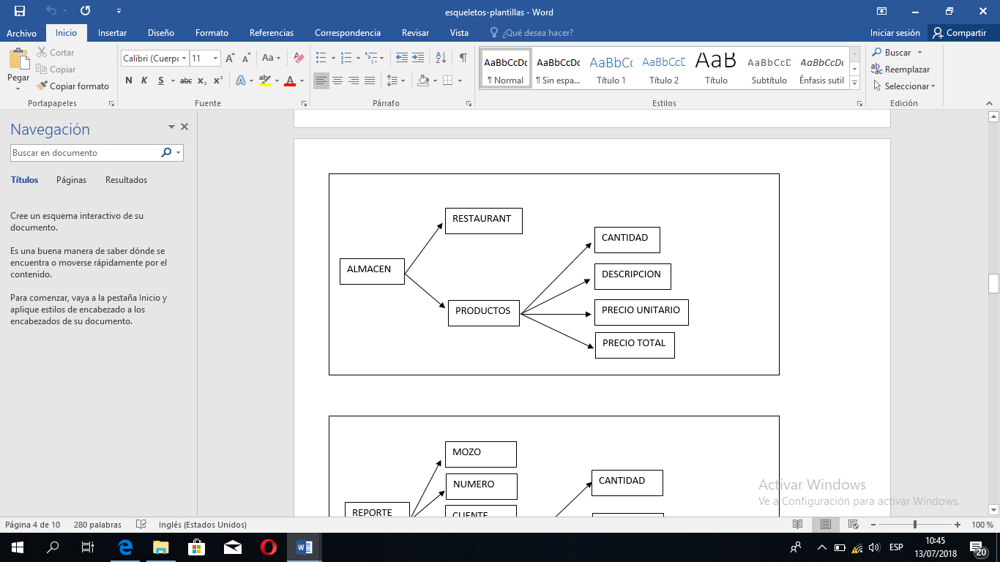 esqueletos-plantillas - Word
Archivo Inicio Insertar Diseño Formato Referencias Correspondencia Revisar Vista ¿Qué desea hacer? Iniciar sesión Compartir
Pegar
Cortar
Copiar
Copiar formato
Portapapeles
Calibri (Cuerpo 11
N K S abc x₂ x²
Fuente
Párrafo
AaBbCcDc AaBbCcDc AaBbCc AaBbCcD AaB AaBbCcD AaBbCcDc
¶ Normal ¶ Sin espa... Título 1 Título 2 Título Subtítulo Énfasis sutil
Estilos
Buscar
Reemplazar
Seleccionar
Edición
Navegación
Buscar en documento
Títulos Páginas Resultados
Cree un esquema interactivo de su
documento.
Es una buena manera de saber dónde se
encuentra o moverse rápidamente por el
contenido.
Para comenzar, vaya a la pestaña Inicio y
aplique estilos de encabezado a los
encabezados de su documento.
ALMACEN
RESTAURANT
PRODUCTOS
CANTIDAD
DESCRIPCION
PRECIO UNITARIO
PRECIO TOTAL
MOZO
NUMERO
REPORTE
CANTIDAD
Activar Windows
Ve a Configuración para activar Windows.
Página 4 de 10 280 palabras Inglés (Estados Unidos) 100 %
ESP
10:45
13/07/2018
20